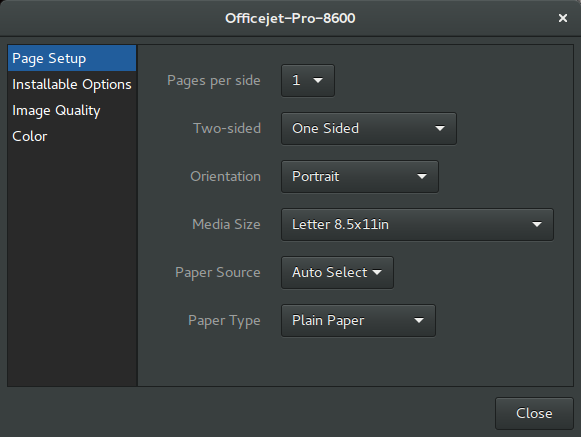 Officejet-Pro-8600
Page Setup
Installable Options
Image Quality
Color
Pages per side 1
Two-sided One Sided
Orientation Portrait
Media Size Letter 8.5x11in
Paper Source Auto Select
Paper Type Plain Paper
Close